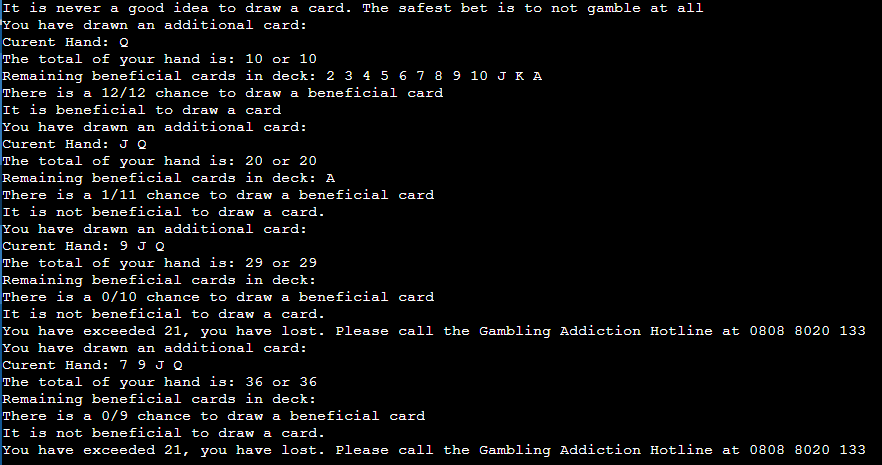 It is never a good idea to draw a card. The safest bet is to not gamble at all
You have drawn an additional card:
Curent Hand: Q
The total of your hand is: 10 or 10
Remaining beneficial cards in deck: 2 3 4 5 6 7 8 9 10 J K A
There is a 12/12 chance to draw a beneficial card
It is beneficial to draw a card
You have drawn an additional card:
Curent Hand: J Q
The total of your hand is: 20 or 20
Remaining beneficial cards in deck: A
There is a 1/11 chance to draw a beneficial card
It is not beneficial to draw a card.
You have drawn an additional card:
Curent Hand: 9 J Q
The total of your hand is: 29 or 29
Remaining beneficial cards in deck:
There is a 0/10 chance to draw a beneficial card
It is not beneficial to draw a card.
You have exceeded 21, you have lost. Please call the Gambling Addiction Hotline at 0808 8020 133
You have drawn an additional card:
Curent Hand: 7 9 J Q
The total of your hand is: 36 or 36
Remaining beneficial cards in deck:
There is a 0/9 chance to draw a beneficial card
It is not beneficial to draw a card.
You have exceeded 21, you have lost. Please call the Gambling Addiction Hotline at 0808 8020 133